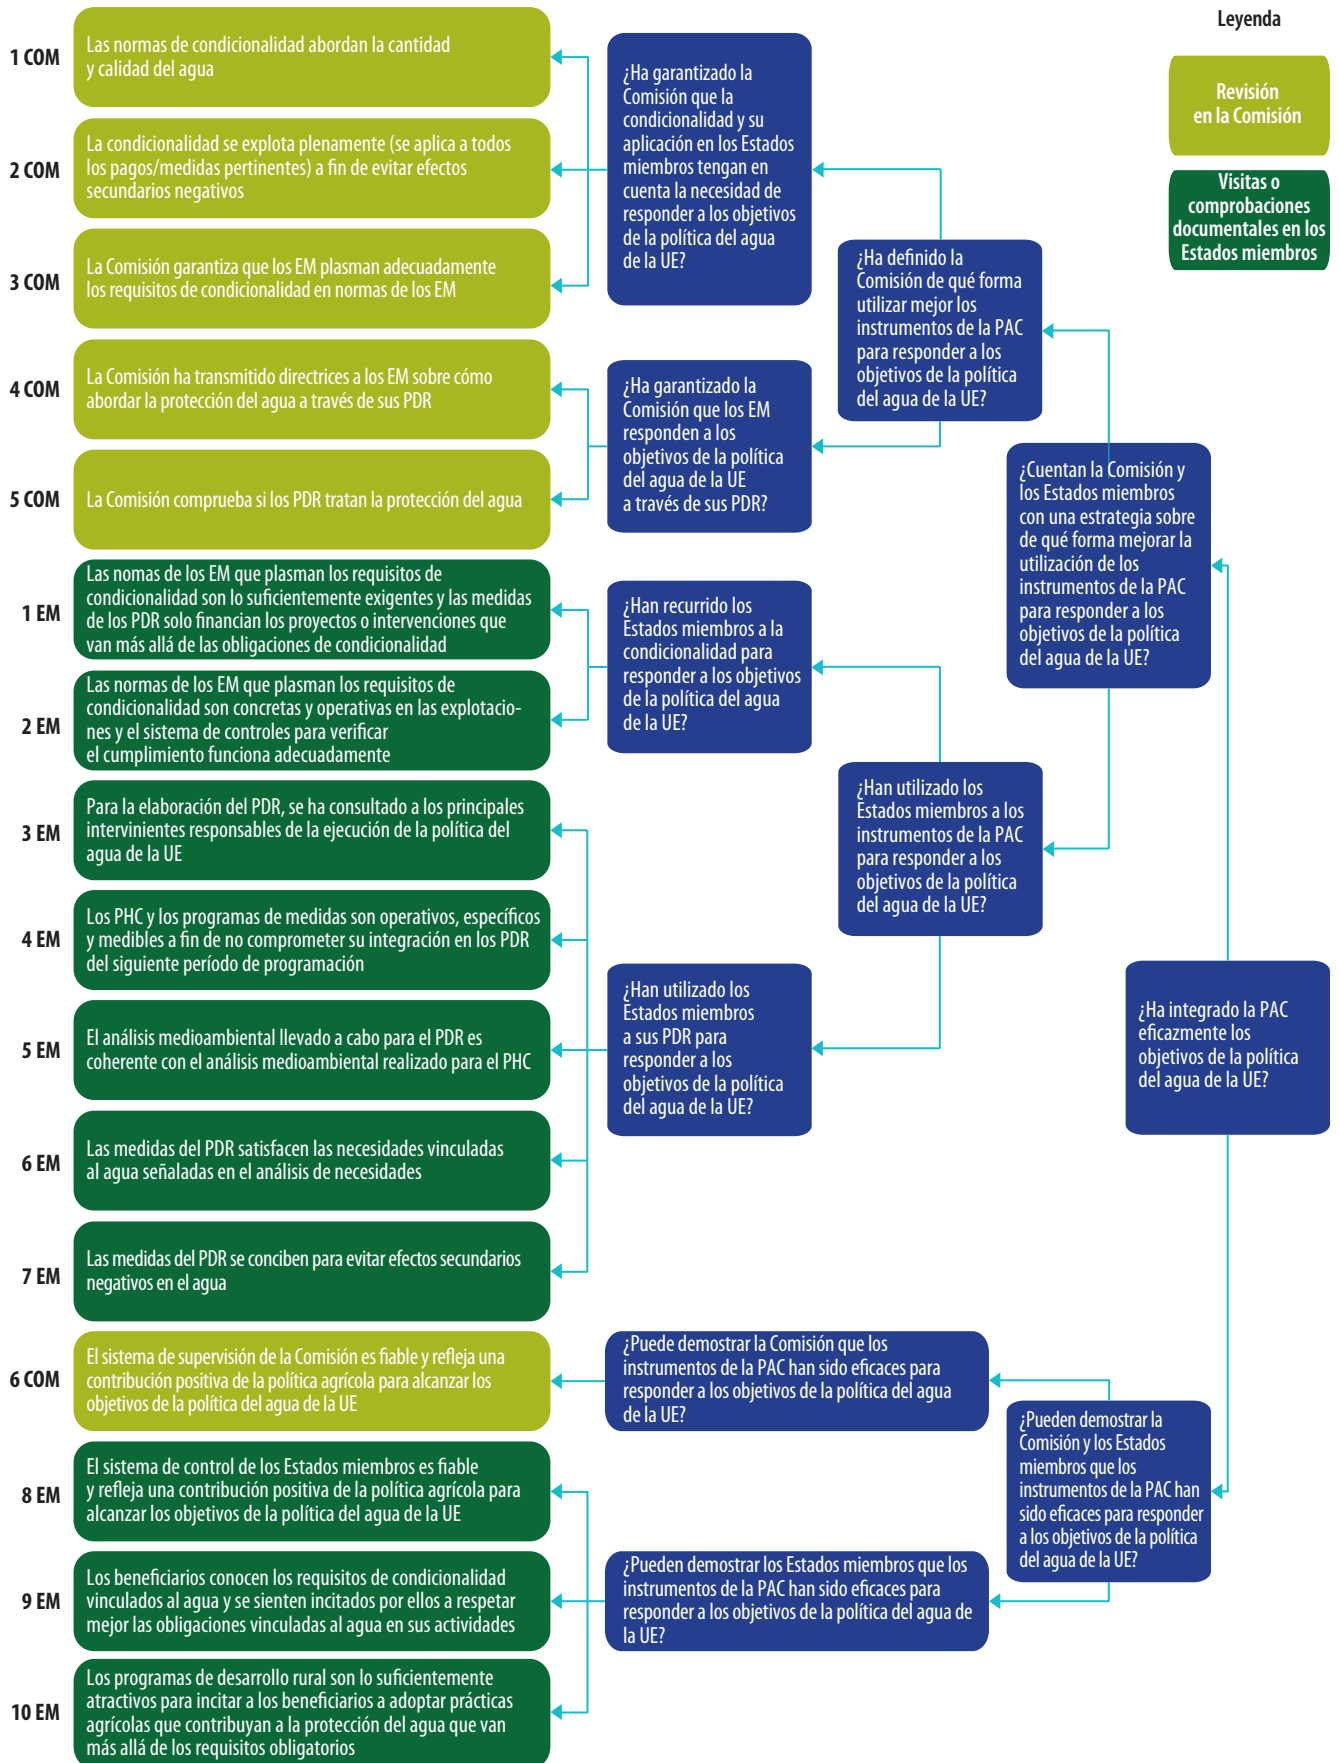 Leyenda
Revisión
en la Comisión
Visitas o
comprobaciones
documentales en los
Estados miembros
1 COM
Las normas de condicionalidad abordan la cantidad
y calidad del agua
2 COM
La condicionalidad se explota plenamente (se aplica a todos
los pagos/medidas pertinentes) a fin de evitar efectos
secundarios negativos
3 COM
La Comisión garantiza que los EM plasman adecuadamente
los requisitos de condicionalidad en normas de los EM
4 COM
La Comisión ha transmitido directrices a los EM sobre cómo
abordar la protección del agua a través de sus PDR
5 COM
La Comisión comprueba si los PDR tratan la protección del agua
1 EM
Las nomas de los EM que plasman los requisitos de
condicionalidad son lo suficientemente exigentes y las medidas
de los PDR solo financian los proyectos o intervenciones que
van más allá de las obligaciones de condicionalidad
2 EM
Las normas de los EM que plasman los requisitos de
condicionalidad son concretas y operativas en las explotacio-
nes y el sistema de controles para verificar
el cumplimiento funciona adecuadamente
3 EM
Para la elaboración del PDR, se ha consultado a los principales
intervinientes responsables de la ejecución de la política del
agua de la UE
4 EM
Los PHC y los programas de medidas son operativos, específicos
y medibles a fin de no comprometer su integración en los PDR
del siguiente período de programación
5 EM
El análisis medioambiental llevado a cabo para el PDR es
coherente con el análisis medioambiental realizado para el PHC
6 EM
Las medidas del PDR satisfacen las necesidades vinculadas
al agua señaladas en el análisis de necesidades
7 EM
Las medidas del PDR se conciben para evitar efectos secundarios
negativos en el agua
6 COM
El sistema de supervisión de la Comisión es fiable y refleja una
contribución positiva de la política agrícola para alcanzar los
objetivos de la política del agua de la UE
8 EM
El sistema de control de los Estados miembros es fiable
y refleja una contribución positiva de la política agrícola para
alcanzar los objetivos de la política del agua de la UE
9 EM
Los beneficiarios conocen los requisitos de condicionalidad
vinculados al agua y se sienten incitados por ellos a respetar
mejor las obligaciones vinculadas al agua en sus actividades
10 EM
Los programas de desarrollo rural son lo suficientemente
atractivos para incitar a los beneficiarios a adoptar prácticas
agrícolas que contribuyan a la protección del agua que van
más allá de los requisitos obligatorios
¿Ha garantizado la
Comisión que la
condicionalidad y su
aplicación en los Estados
miembros tengan en
cuenta la necesidad de
responder a los objetivos
de la política del agua
de la UE?
¿Ha garantizado la
Comisión que los EM
responden a los
objetivos de la política
del agua de la UE
a través de sus PDR?
¿Han recurrido los
Estados miembros a la
condicionalidad para
responder a los objetivos
de la política del agua
de la UE?
¿Han utilizado los
Estados miembros
a sus PDR para
responder a los
objetivos de la política
del agua de la UE?
¿Puede demostrar la Comisión que los
instrumentos de la PAC han sido eficaces para
responder a los objetivos de la política del agua
de la UE?
¿Pueden demostrar los Estados miembros que los
instrumentos de la PAC han sido eficaces para
responder a los objetivos de la política del agua de
la UE?
¿Ha definido la
Comisión de qué forma
utilizar mejor los
instrumentos de la PAC
para responder a los
objetivos de la política
del agua de la UE?
¿Han utilizado los
Estados miembros a los
instrumentos de la PAC
para responder a los
objetivos de la política
del agua de la UE?
¿Cuentan la Comisión y
los Estados miembros
con una estrategia sobre
de qué forma mejorar la
utilización de los
instrumentos de la PAC
para responder a los
objetivos de la política
del agua de la UE?
¿Pueden demostrar la
Comisión y los Estados
miembros que los
instrumentos de la PAC han
sido eficaces para responder
a los objetivos de la política
del agua de la UE?
¿Ha integrado la PAC
eficazmente los
objetivos de la política
del agua de la UE?